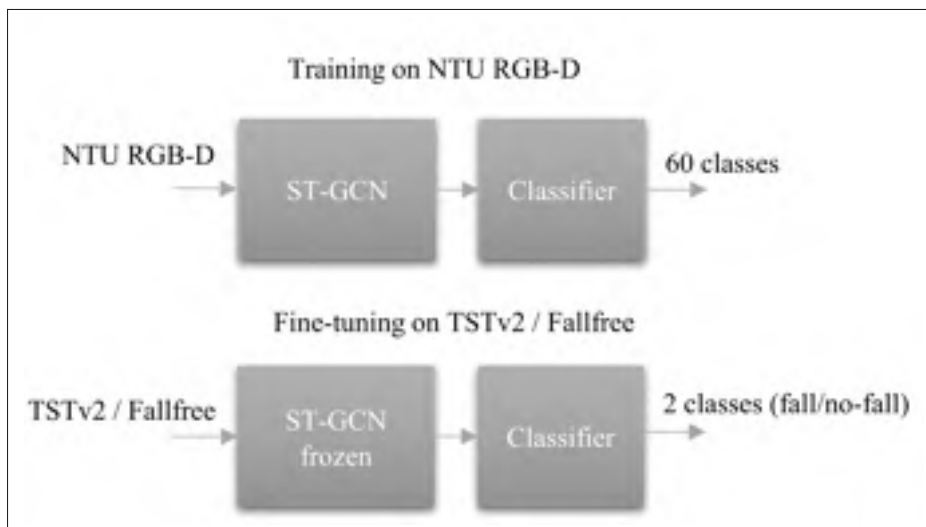 Training on NTU RGB-D
NTU RGB-D
ST-GCN
Classifier
60 classes
Fine-tuning on TSTv2 / Fallfree
TSTv2 / Fallfree
ST-GCN
frozen
Classifier
2 classes (fall/no-fall)